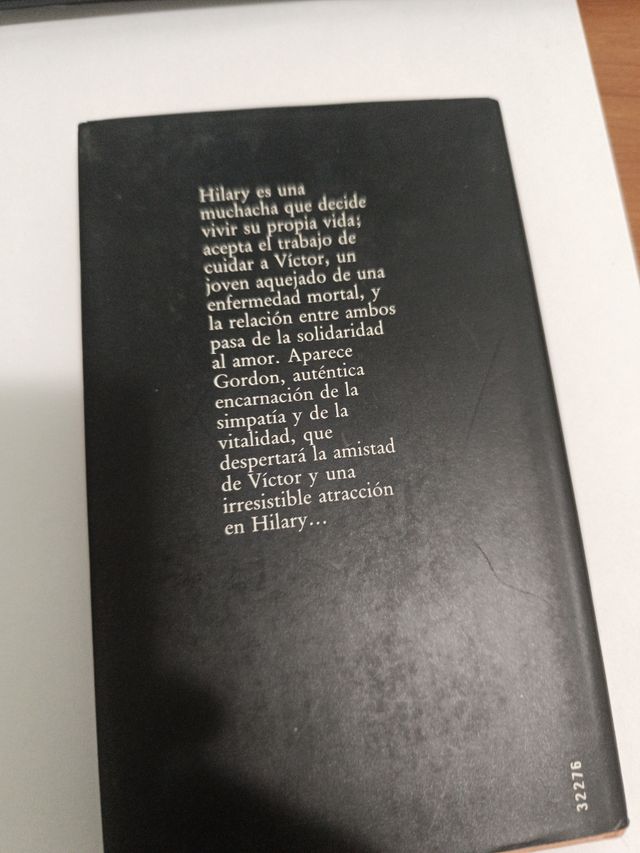 Hilary es una
muchacha que decide
vivir su propia vida;
acepta el trabajo de
cuidar a Víctor, un
joven aquejado de una
enfermedad mortal, y
la relación entre ambos
pasa de la solidaridad
al amor. Aparece
Gordon, auténtica
encarnación de la
simpatía y de la
vitalidad, que
despertará la amistad
de Víctor y una
irresistible atracción
en Hilary...
32276